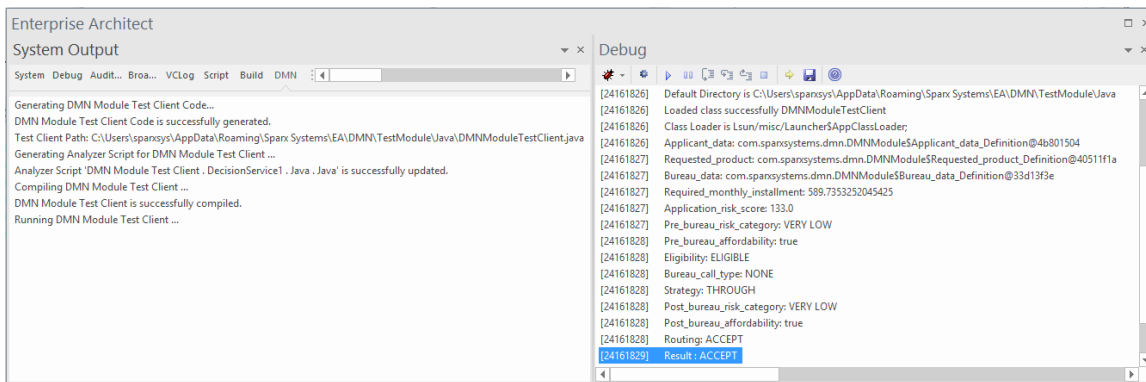 Enterprise Architect
System Output
System Debug Audit... Broa... VCLog Script Build DMN
Generating DMN Module Test Client Code...
DMN Module Test Client Code is successfully generated.
Test Client Path: C:\Users\sparxsys\AppData\Roaming\Sparx Systems\EA\DMN\TestModule\Java\DMNModuleTestClient.java
Generating Analyzer Script for DMN Module Test Client ...
Analyzer Script 'DMN Module Test Client . DecisionService1 . Java . Java' is successfully updated.
Compiling DMN Module Test Client ...
DMN Module Test Client is successfully compiled.
Running DMN Module Test Client ...
Debug
[24161826] Default Directory is C:\Users\sparxsys\AppData\Roaming\Sparx Systems\EA\DMN\TestModule\Java
[24161826] Loaded class successfully DMNModuleTestClient
[24161826] Class Loader is Lsun/misc/Launcher$AppClassLoader;
[24161826] Applicant_data: com.sparxsystems.dmn.DMNModule$Applicant_data_Definition@4b801504
[24161827] Requested_product: com.sparxsystems.dmn.DMNModule$Requested_product_Definition@40511f1a
[24161827] Bureau_data: com.sparxsystems.dmn.DMNModule$Bureau_data_Definition@33d13f3e
[24161827] Required_monthly_installment: 589.7353252045425
[24161827] Application_risk_score: 133.0
[24161827] Pre_bureau_risk_category: VERY LOW
[24161828] Pre_bureau_affordability: true
[24161828] Eligibility: ELIGIBLE
[24161828] Bureau_call_type: NONE
[24161828] Strategy: THROUGH
[24161828] Post_bureau_risk_category: VERY LOW
[24161828] Post_bureau_affordability: true
[24161828] Routing: ACCEPT
[24161829] Result : ACCEPT